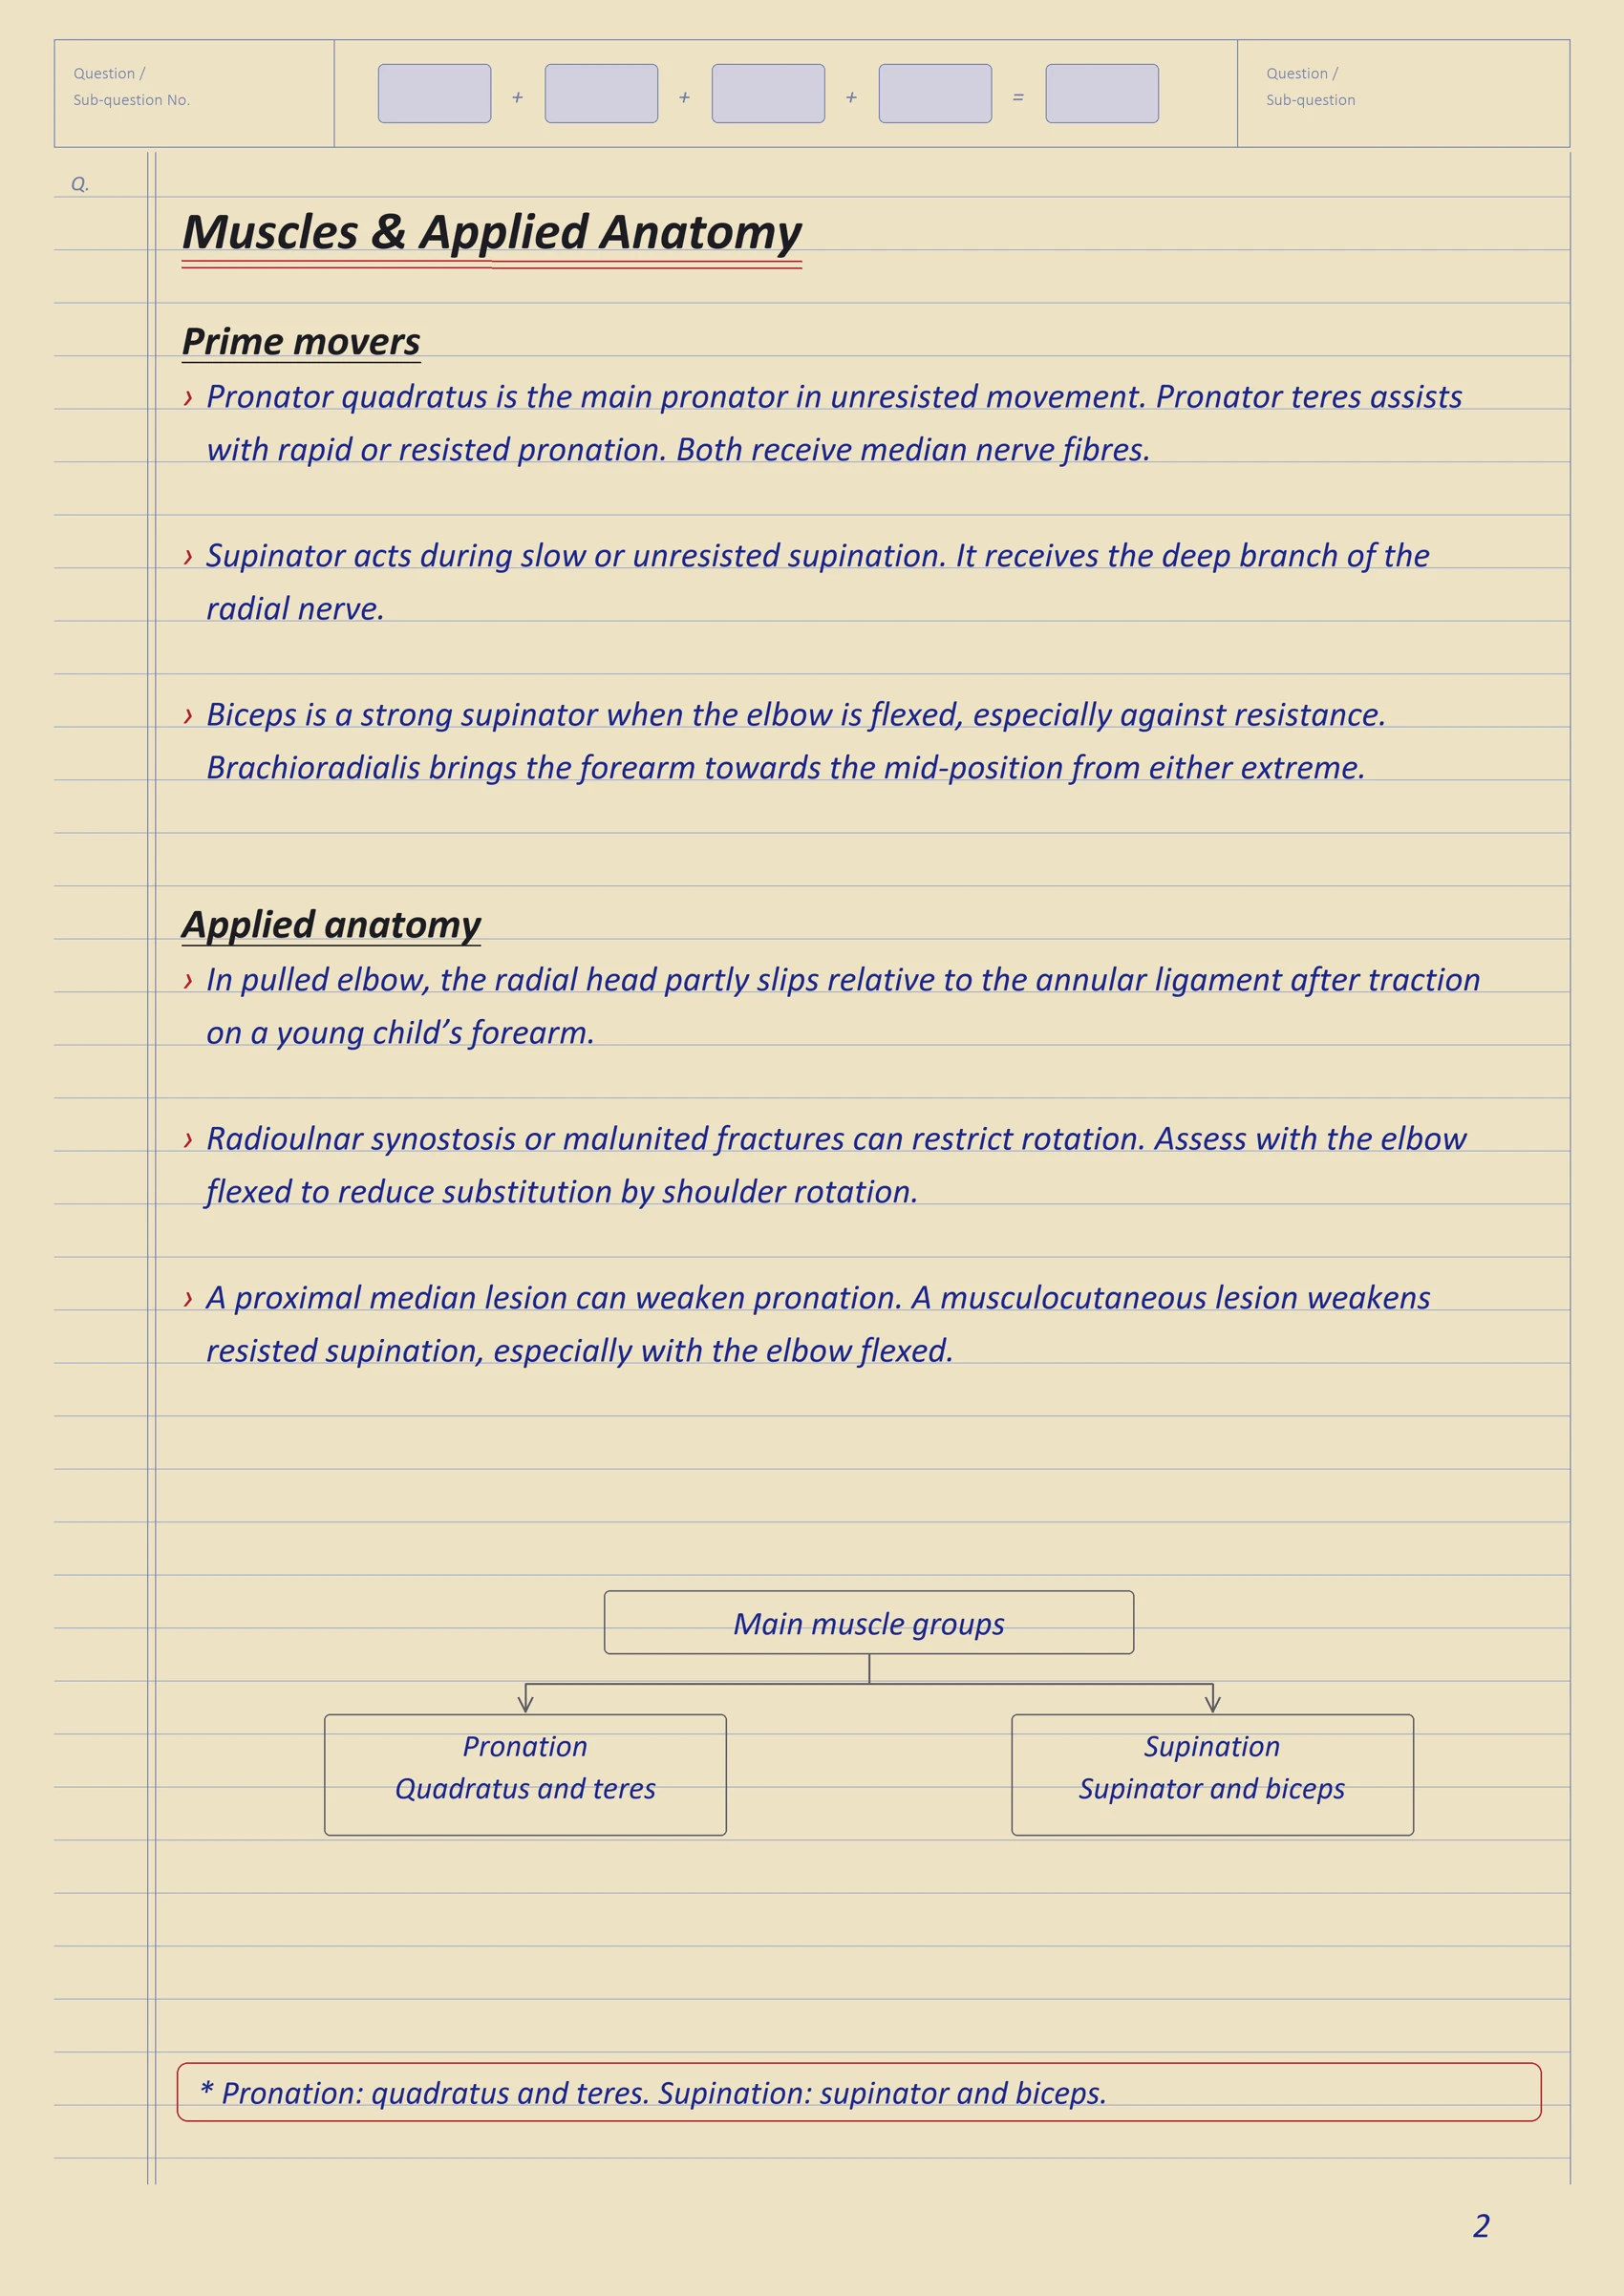 Question /
Sub-question No.
+ + + =
Question /
Sub-question
Q.
Muscles & Applied Anatomy
Prime movers
› Pronator quadratus is the main pronator in unresisted movement. Pronator teres assists
with rapid or resisted pronation. Both receive median nerve fibres.
› Supinator acts during slow or unresisted supination. It receives the deep branch of the
radial nerve.
› Biceps is a strong supinator when the elbow is flexed, especially against resistance.
Brachioradialis brings the forearm towards the mid-position from either extreme.
Applied anatomy
› In pulled elbow, the radial head partly slips relative to the annular ligament after traction
on a young child’s forearm.
› Radioulnar synostosis or malunited fractures can restrict rotation. Assess with the elbow
flexed to reduce substitution by shoulder rotation.
› A proximal median lesion can weaken pronation. A musculocutaneous lesion weakens
resisted supination, especially with the elbow flexed.
Main muscle groups
Pronation
Quadratus and teres
Supination
Supinator and biceps
* Pronation: quadratus and teres. Supination: supinator and biceps.
2